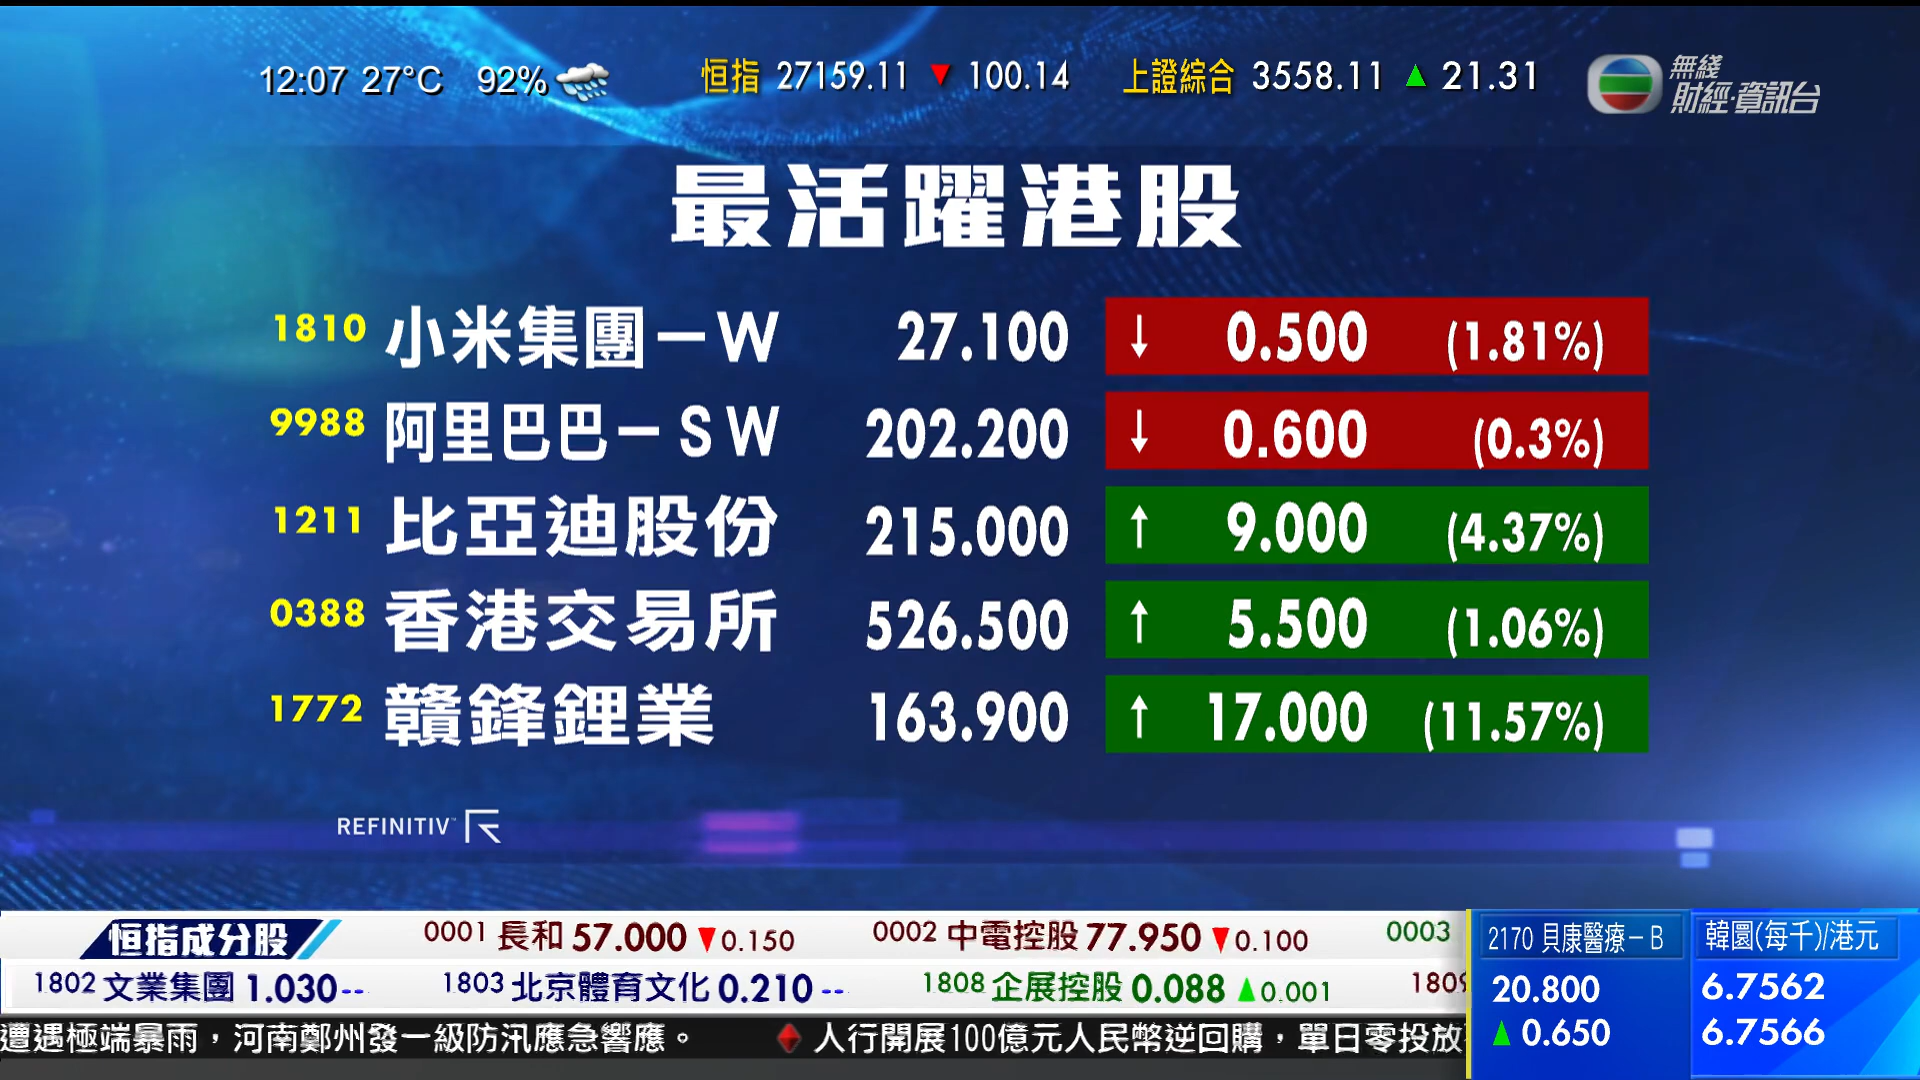 12:07 27°C 92% 恒指 27159.11 ▼ 100.14 上證綜合 3558.11 ▲ 21.31
無綫
財經·資訊台
最活躍港股
1810 小米集團－W 27.100 ↓ 0.500 (1.81%)
9988 阿里巴巴－SW 202.200 ↓ 0.600 (0.3%)
1211 比亞迪股份 215.000 ↑ 9.000 (4.37%)
0388 香港交易所 526.500 ↑ 5.500 (1.06%)
1772 贛鋒鋰業 163.900 ↑ 17.000 (11.57%)
REFINITIV™
恒指成分股 0001 長和 57.000 ▼0.150 0002 中電控股 77.950 ▼0.100 0003
1802 文業集團 1.030-- 1803 北京體育文化 0.210-- 1808 企展控股 0.088 ▲0.001 1809
遭遇極端暴雨，河南鄭州發一級防汛應急響應。 人行開展100億元人民幣逆回購，單日零投放
2170 貝康醫療－B
20.800
▲ 0.650
韓圜(每千)/港元
6.7562
6.7566